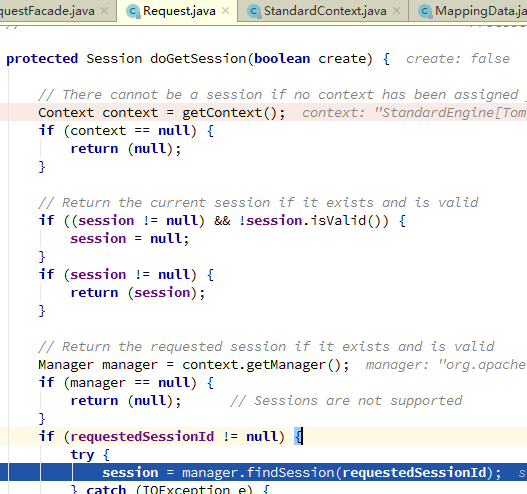 questFacade.java × Request.java × StandardContext.java × MappingData.ja
//
protected Session doGetSession(boolean create) { create: false
// There cannot be a session if no context has been assigned
Context context = getContext(); context: "StandardEngine[Tom
if (context == null) {
return (null);
}
// Return the current session if it exists and is valid
if ((session != null) && !session.isValid()) {
session = null;
}
if (session != null) {
return (session);
}
// Return the requested session if it exists and is valid
Manager manager = context.getManager(); manager: "org.apache
if (manager == null) {
return (null); // Sessions are not supported
}
if (requestedSessionId != null) {
try {
session = manager.findSession(requestedSessionId); s
} catch (IOException e) {